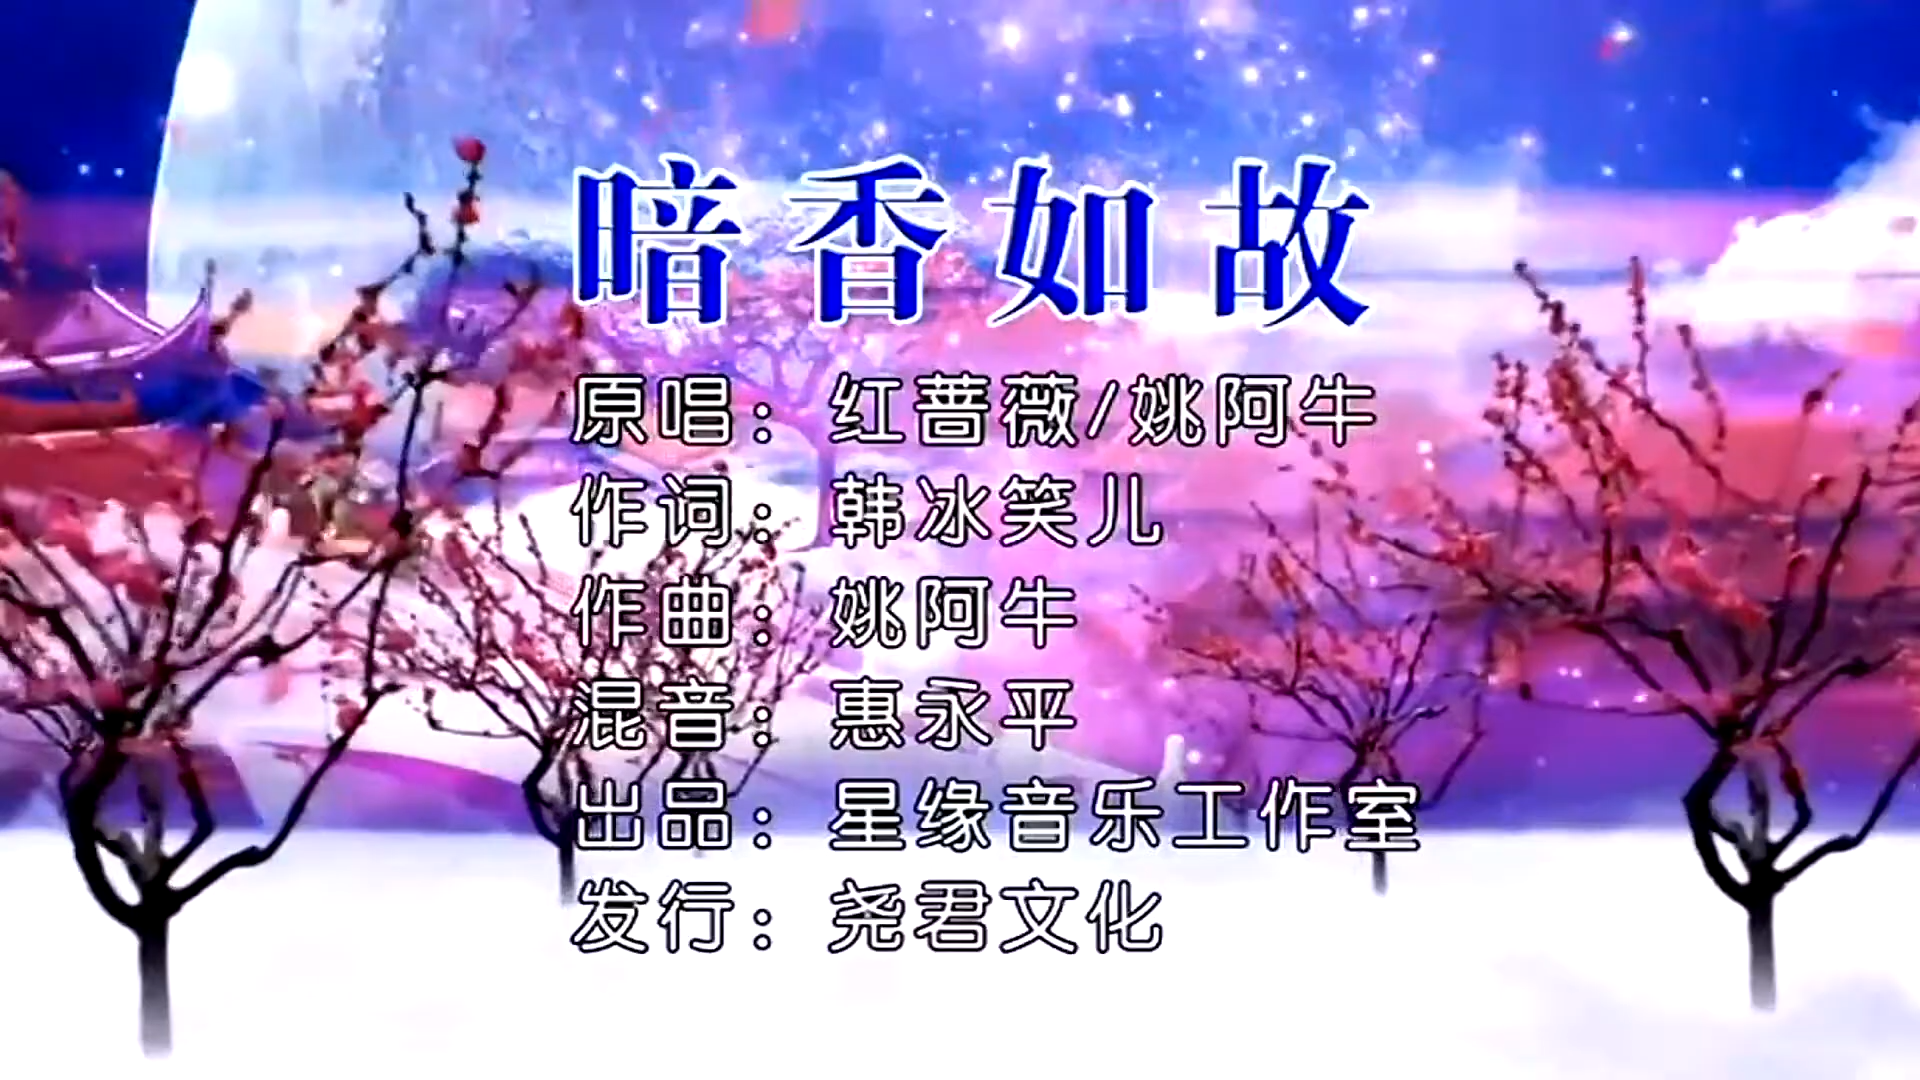 暗香如故
原唱：红蔷薇/姚阿牛
作词：韩冰笑儿
作曲：姚阿牛
混音：惠永平
出品：星缘音乐工作室
发行：尧君文化